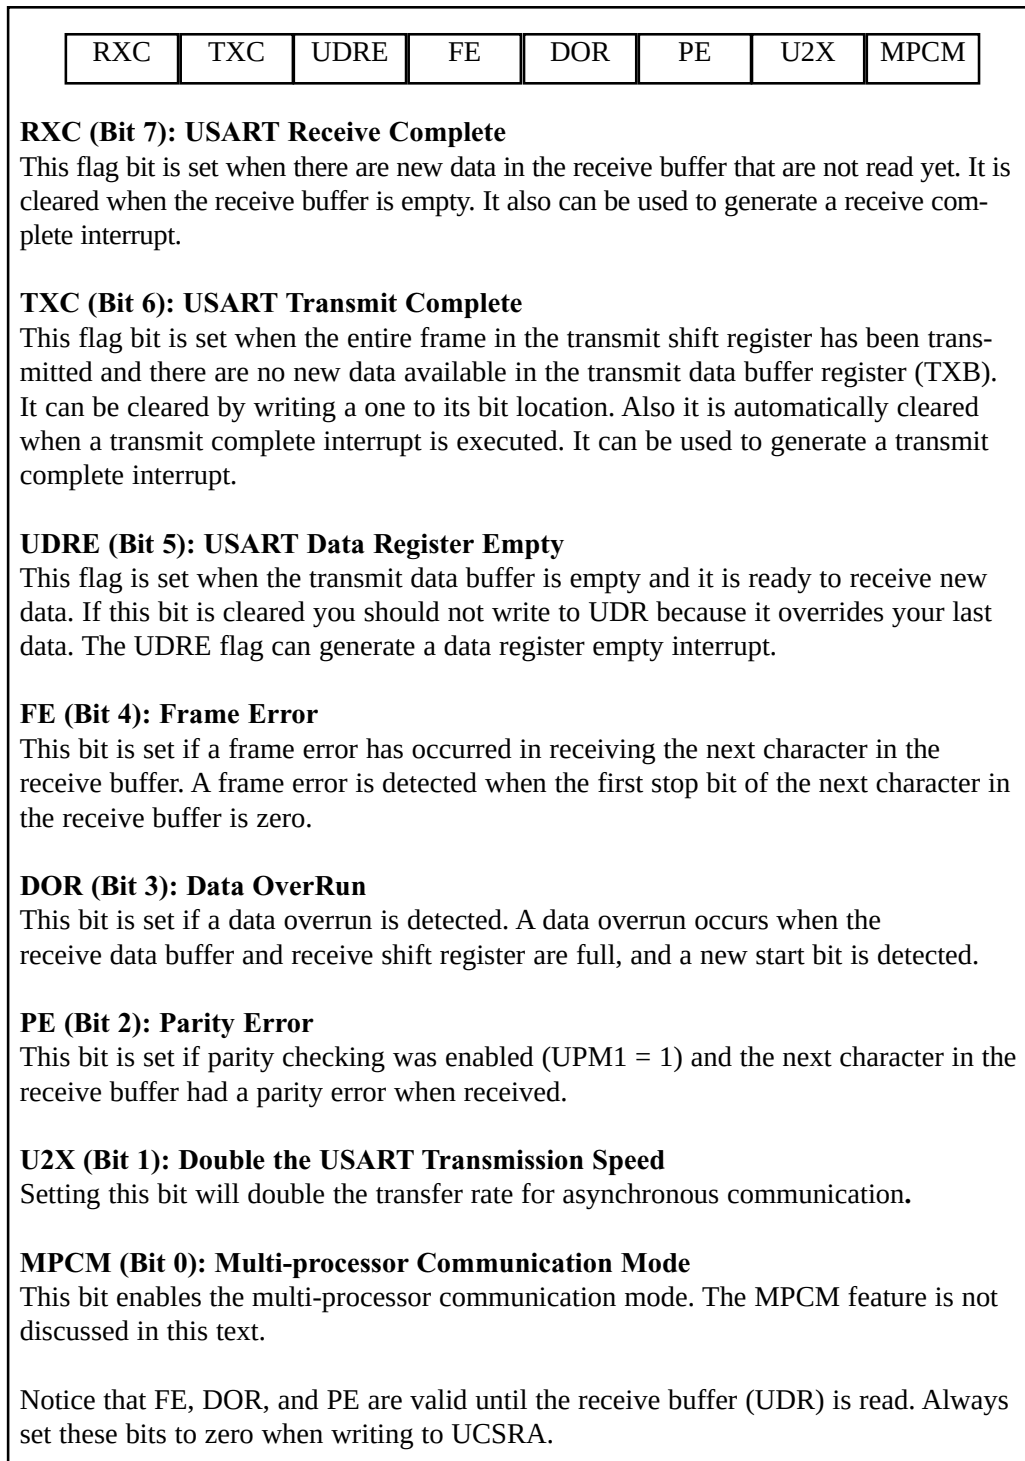 RXC TXC UDRE FE DOR PE U2X MPCM
RXC (Bit 7): USART Receive Complete
This flag bit is set when there are new data in the receive buffer that are not read yet. It is
cleared when the receive buffer is empty. It also can be used to generate a receive com-
plete interrupt.
TXC (Bit 6): USART Transmit Complete
This flag bit is set when the entire frame in the transmit shift register has been trans-
mitted and there are no new data available in the transmit data buffer register (TXB).
It can be cleared by writing a one to its bit location. Also it is automatically cleared
when a transmit complete interrupt is executed. It can be used to generate a transmit
complete interrupt.
UDRE (Bit 5): USART Data Register Empty
This flag is set when the transmit data buffer is empty and it is ready to receive new
data. If this bit is cleared you should not write to UDR because it overrides your last
data. The UDRE flag can generate a data register empty interrupt.
FE (Bit 4): Frame Error
This bit is set if a frame error has occurred in receiving the next character in the
receive buffer. A frame error is detected when the first stop bit of the next character in
the receive buffer is zero.
DOR (Bit 3): Data OverRun
This bit is set if a data overrun is detected. A data overrun occurs when the
receive data buffer and receive shift register are full, and a new start bit is detected.
PE (Bit 2): Parity Error
This bit is set if parity checking was enabled (UPM1 = 1) and the next character in the
receive buffer had a parity error when received.
U2X (Bit 1): Double the USART Transmission Speed
Setting this bit will double the transfer rate for asynchronous communication.
MPCM (Bit 0): Multi-processor Communication Mode
This bit enables the multi-processor communication mode. The MPCM feature is not
discussed in this text.
Notice that FE, DOR, and PE are valid until the receive buffer (UDR) is read. Always
set these bits to zero when writing to UCSRA.